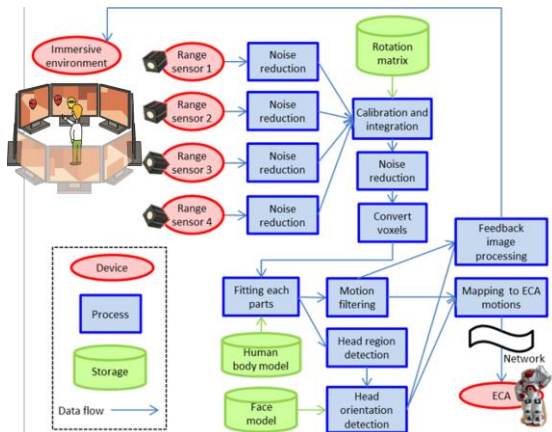 Immersive
environment
Range
sensor 1
Noise
reduction
Rotation
matrix
Range
sensor 2
Noise
reduction
Calibration and
integration
Range
sensor 3
Noise
reduction
Noise
reduction
Range
sensor 4
Noise
reduction
Convert
voxels
Feedback
image
processing
Device
Fitting each
parts
Motion
filtering
Mapping to ECA
motions
Process
Human
body model
Head region
detection
Network
Storage
Face
model
Head
orientation
detection
ECA
Data flow